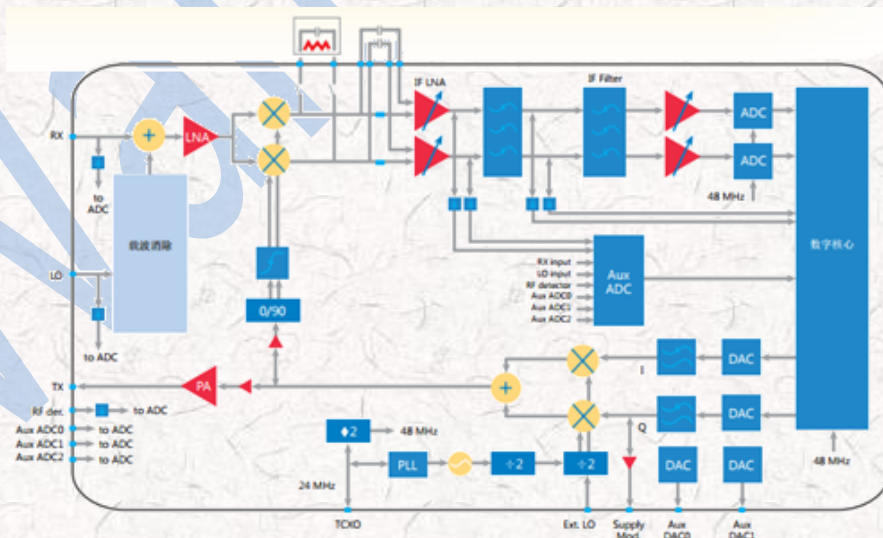 IF LNA
IF Filter
RX
LNA
ADC
ADC
to
ADC
48 MHz
载波消除
数字核心
LO
RX input
LO input
RF detector
Aux ADC0
Aux ADC1
Aux ADC2
Aux
ADC
0/90
to ADC
I
DAC
TX
PA
RF der.
to ADC
Aux ADC0
to ADC
Aux ADC1
to ADC
Aux ADC2
to ADC
Q
DAC
♦2
48 MHz
PLL
÷2
÷2
DAC
DAC
48 MHz
24 MHz
TCXO
Ext. LO
Supply
Mod.
Aux
DAC0
Aux
DAC1